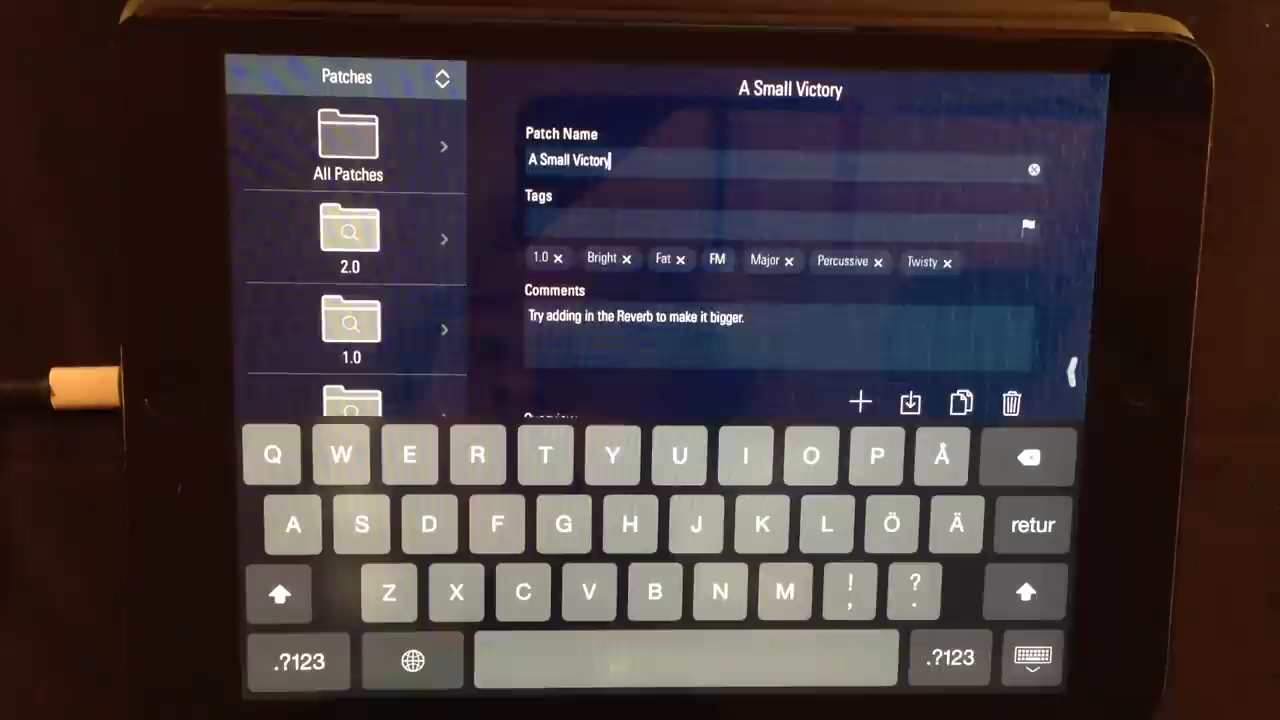 Patches
All Patches
2.0
1.0
A Small Victory
Patch Name
A Small Victory
Tags
1.0 Bright Fat FM Major Percussive Twisty
Comments
Try adding in the Reverb to make it bigger.
Q W E R T Y U I O P Å
A S D F G H J K L Ö Ä retur
Z X C V B N M ! , ? .
.?123 .?123